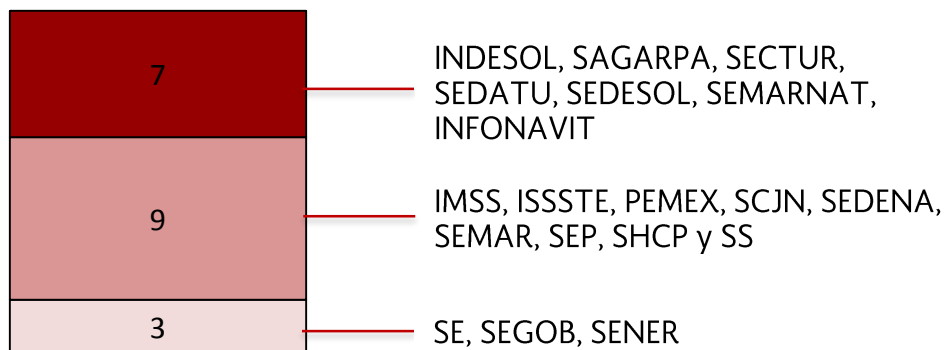 7
INDESOL, SAGARPA, SECTUR,
SEDATU, SEDESOL, SEMARNAT,
INFONAVIT
9
IMSS, ISSSTE, PEMEX, SCJN, SEDENA,
SEMAR, SEP, SHCP y SS
3
SE, SEGOB, SENER